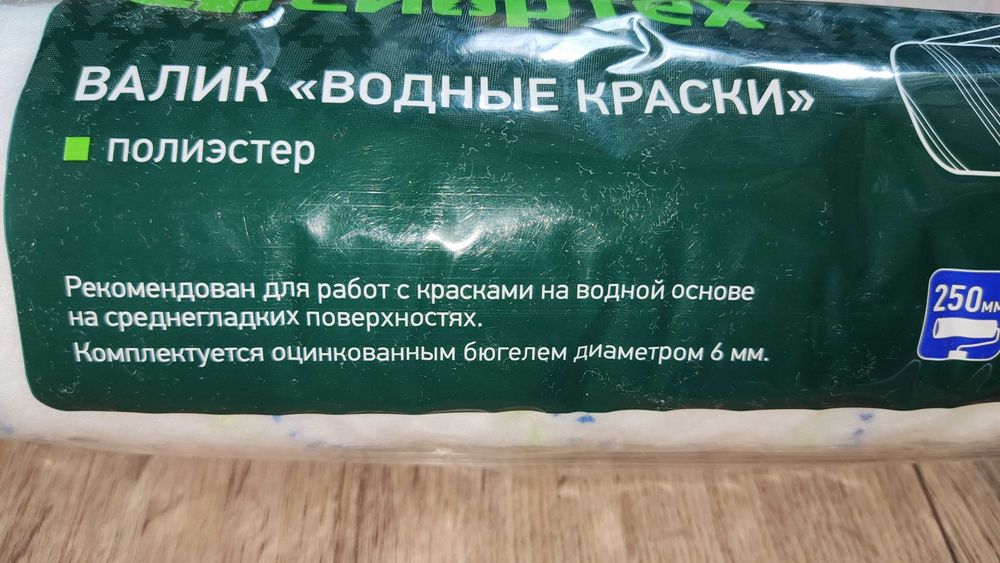 ВАЛИК «ВОДНЫЕ КРАСКИ»
полиэстер
Рекомендован для работ с красками на водной основе
на среднегладких поверхностях.
Комплектуется оцинкованным бюгелем диаметром 6 мм.
250мм